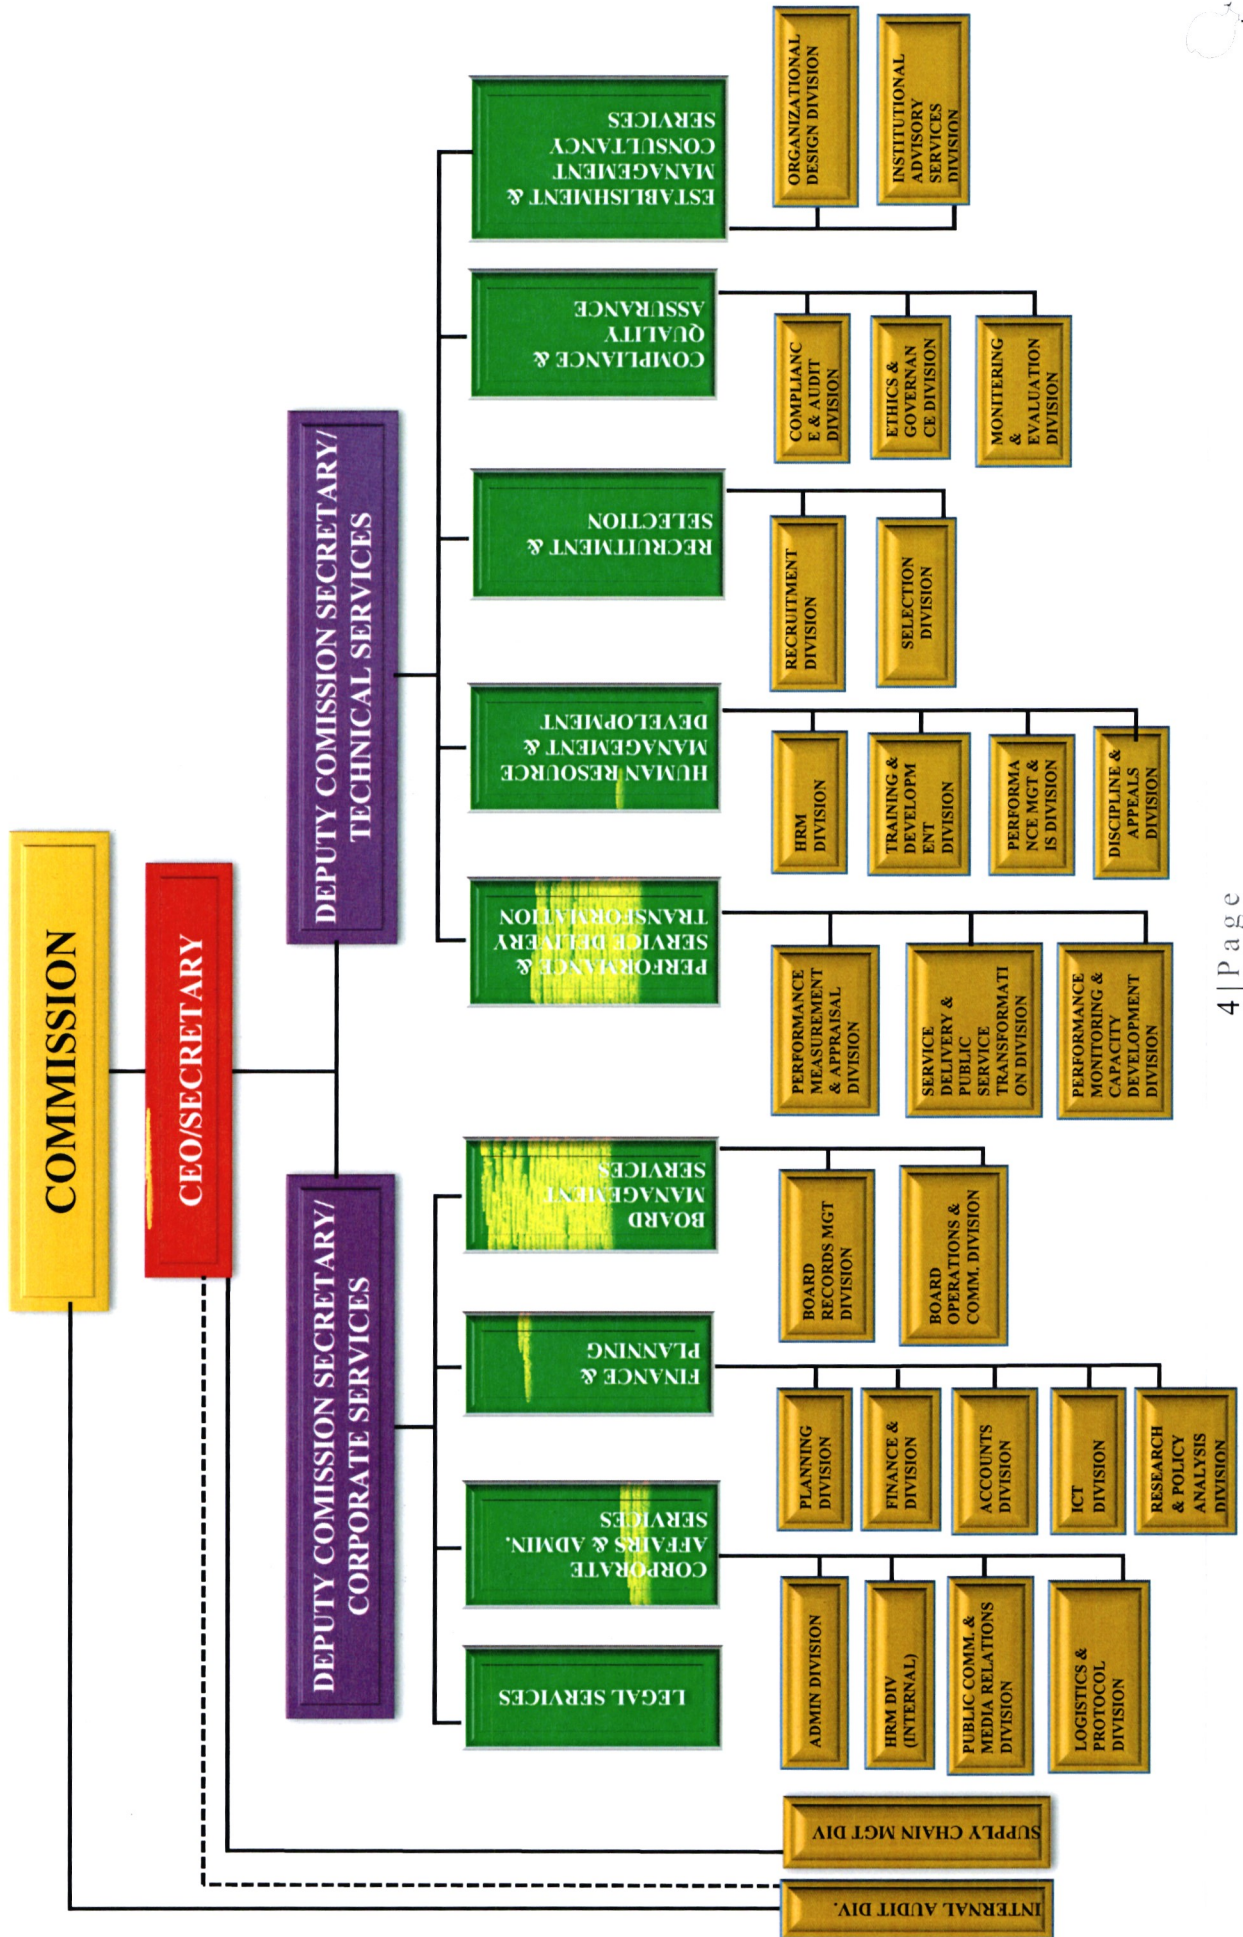 COMMISSION
CEO/SECRETARY
DEPUTY COMISSION SECRETARY/
CORPORATE SERVICES
DEPUTY COMISSION SECRETARY/
TECHNICAL SERVICES
LEGAL SERVICES
CORPORATE
AFFAIRS & ADMIN.
SERVICES
FINANCE &
PLANNING
BOARD
MANAGEMENT
SERVICES
PERFORMANCE &
SERVICE DELIVERY
TRANSFORMATION
HUMAN RESOURCE
MANAGEMENT &
DEVELOPMENT
RECRUITMENT &
SELECTION
COMPLIANCE &
QUALITY
ASSURANCE
ESTABLISHMENT &
MANAGEMENT
CONSULTANCY
SERVICES
INTERNAL AUDIT DIV.
SUPPLY CHAIN MGT DIV
ADMIN DIVISION
HRM DIV
(INTERNAL)
PUBLIC COMM. &
MEDIA RELATIONS
DIVISION
LOGISTICS &
PROTOCOL
DIVISION
PLANNING
DIVISION
FINANCE &
DIVISION
ACCOUNTS
DIVISION
ICT
DIVISION
RESEARCH
& POLICY
ANALYSIS
DIVISION
BOARD
RECORDS MGT
DIVISION
BOARD
OPERATIONS &
COMM. DIVISION
PERFORMANCE
MEASUREMENT
& APPRAISAL
DIVISION
SERVICE
DELIVERY &
PUBLIC
SERVICE
TRANSFORMATI
ON DIVISION
PERFORMANCE
MONITORING &
CAPACITY
DEVELOPMENT
DIVISION
HRM
DIVISION
TRAINING &
DEVELOPM
ENT
DIVISION
PERFORMA
NCE MGT &
IS DIVISION
DISCIPLINE &
APPEALS
DIVISION
RECRUITMENT
DIVISION
SELECTION
DIVISION
COMPLIANC
E & AUDIT
DIVISION
ETHICS &
GOVERNAN
CE DIVISION
MONITERING
&
EVALUATION
DIVISION
ORGANIZATIONAL
DESIGN DIVISION
INSTITUTIONAL
ADVISORY
SERVICES
DIVISION
4 | Page